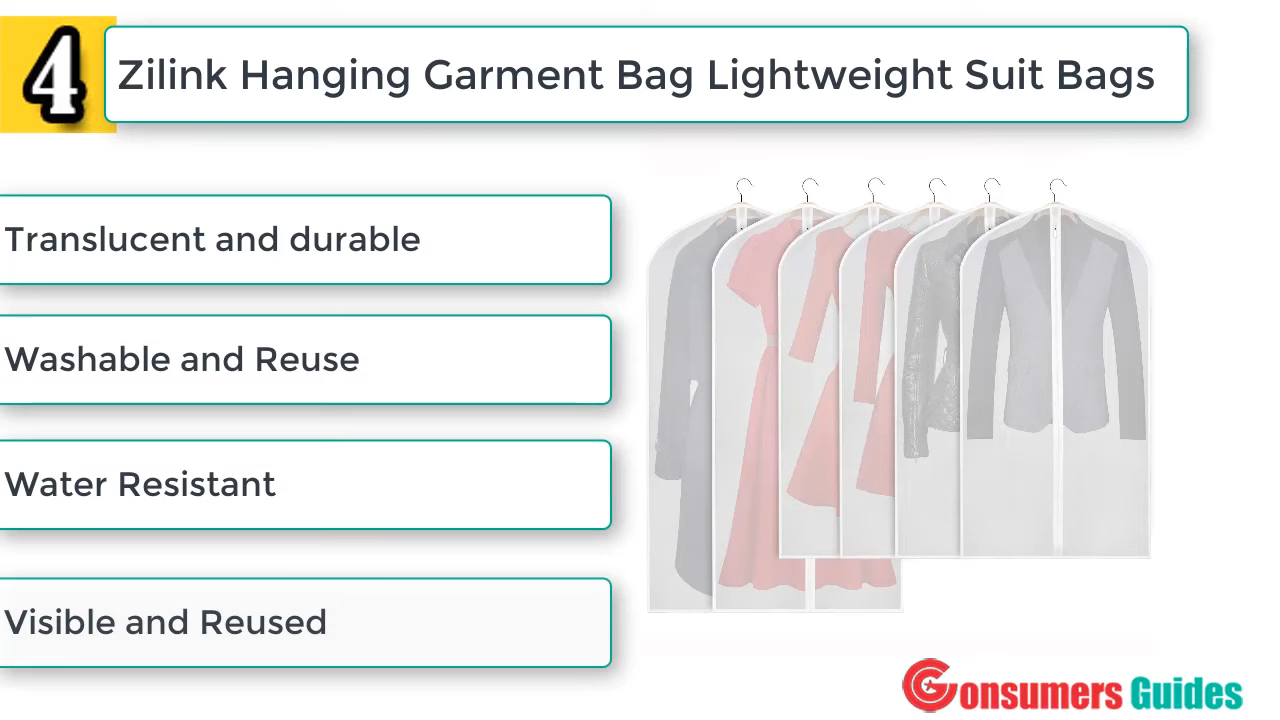 4
Zilink Hanging Garment Bag Lightweight Suit Bags
Translucent and durable
Washable and Reuse
Water Resistant
Visible and Reused
Consumers Guides